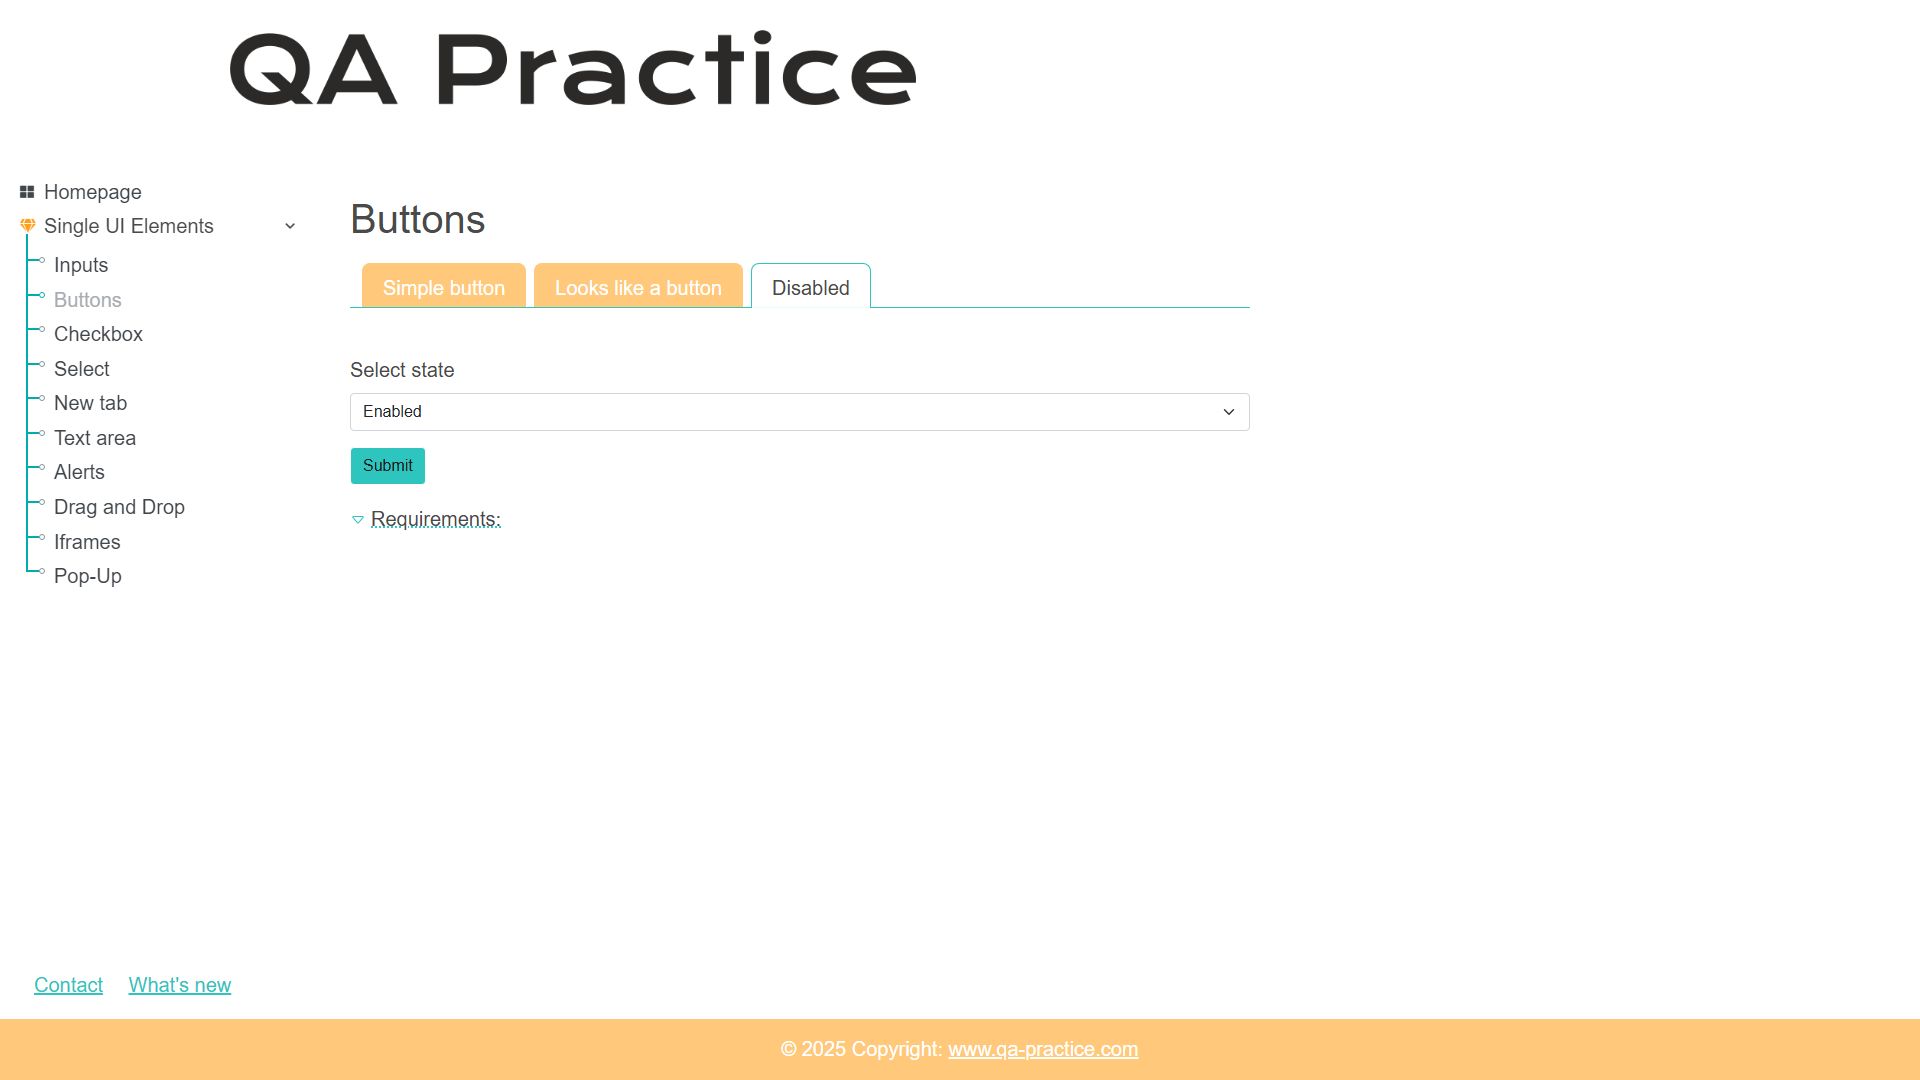 QA Practice
Homepage
Single UI Elements
Inputs
Buttons
Checkbox
Select
New tab
Text area
Alerts
Drag and Drop
Iframes
Pop-Up
Buttons
Simple button
Looks like a button
Disabled
Select state
Enabled
Submit
Requirements:
Contact
What's new
© 2025 Copyright: www.qa-practice.com